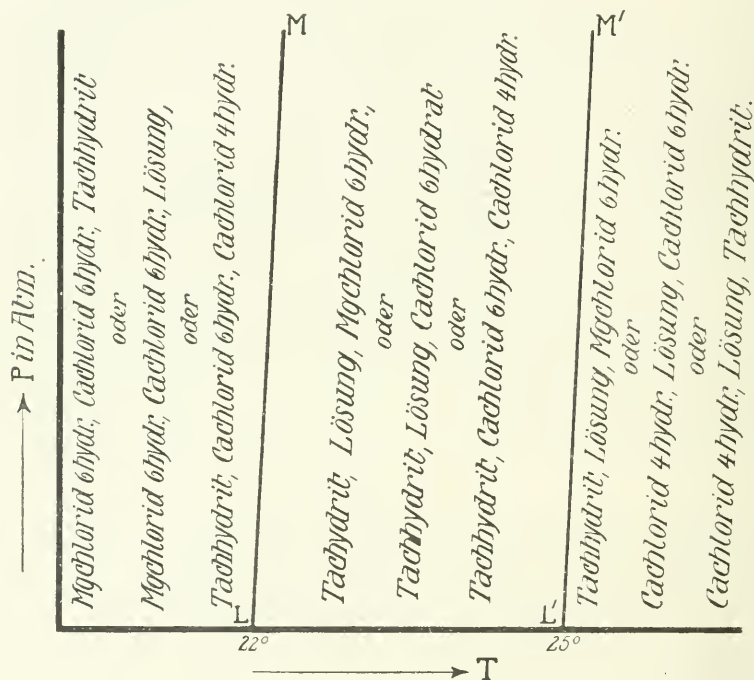 M
M'
P in Atm.
Mgchlorid 6hydr., Cachlorid 6hydr., Tachhydrit
oder
Mgchlorid 6hydr., Cachlorid 6hydr., Lösung,
oder
Tachhydrit, Cachlorid 6hydr., Cachlorid 4hydr.
Tachydrit, Lösung, Mgchlorid 6hydr.,
oder
Tachhydrit, Lösung, Cachlorid 6hydrat
oder
Tachhydrit, Cachlorid 6hydr., Cachlorid 4hydr.
Tachhydrit, Lösung, Mgchlorid 6hydr.
oder
Cachlorid 4hydr., Lösung, Cachlorid 6hydr.
oder
Cachlorid 4hydr., Lösung, Tachhydrit.
L
L'
22°
25°
T